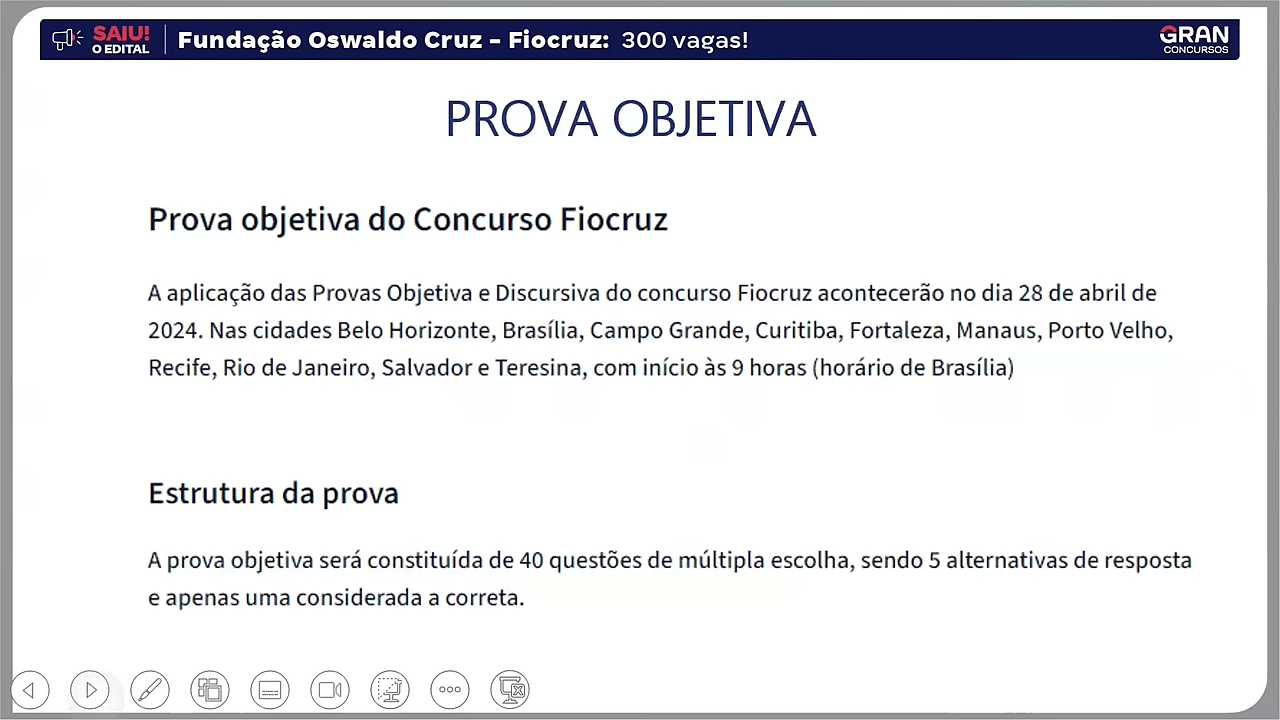 SAIU!
O EDITAL
Fundação Oswaldo Cruz – Fiocruz: 300 vagas!
GRAN
CONCURSOS
PROVA OBJETIVA
Prova objetiva do Concurso Fiocruz
A aplicação das Provas Objetiva e Discursiva do concurso Fiocruz acontecerão no dia 28 de abril de
2024. Nas cidades Belo Horizonte, Brasília, Campo Grande, Curitiba, Fortaleza, Manaus, Porto Velho,
Recife, Rio de Janeiro, Salvador e Teresina, com início às 9 horas (horário de Brasília)
Estrutura da prova
A prova objetiva será constituída de 40 questões de múltipla escolha, sendo 5 alternativas de resposta
e apenas uma considerada a correta.